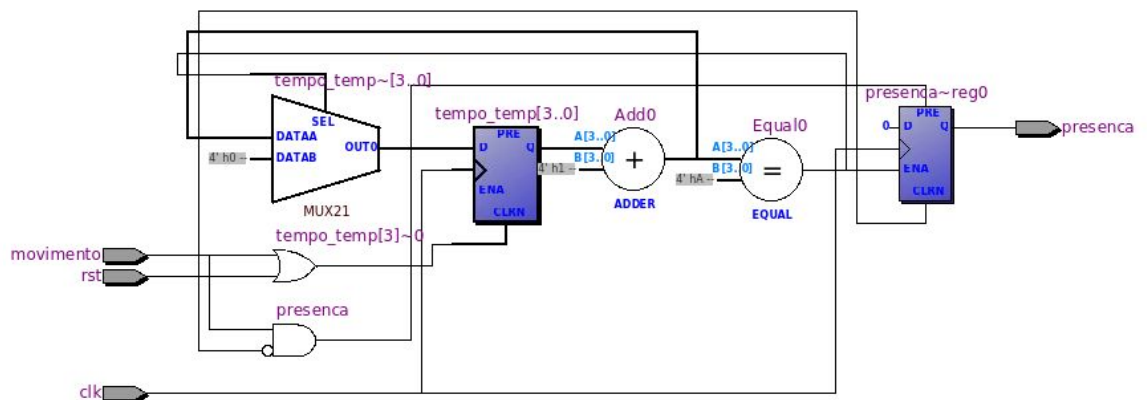 tempo_temp~[3..0]
SEL
DATAA
DATAB
OUT0
4' h0 --
MUX21
tempo_temp[3..0]
PRE
D
Q
ENA
CLRN
4' h1 --
Add0
A[3..0]
B[3..0]
+
ADDER
Equal0
A[3..0]
B[3..0]
4' hA --
=
EQUAL
presenca~reg0
PRE
0
D
Q
ENA
CLRN
presenca
movimento
rst
tempo_temp[3]~0
presenca
clk